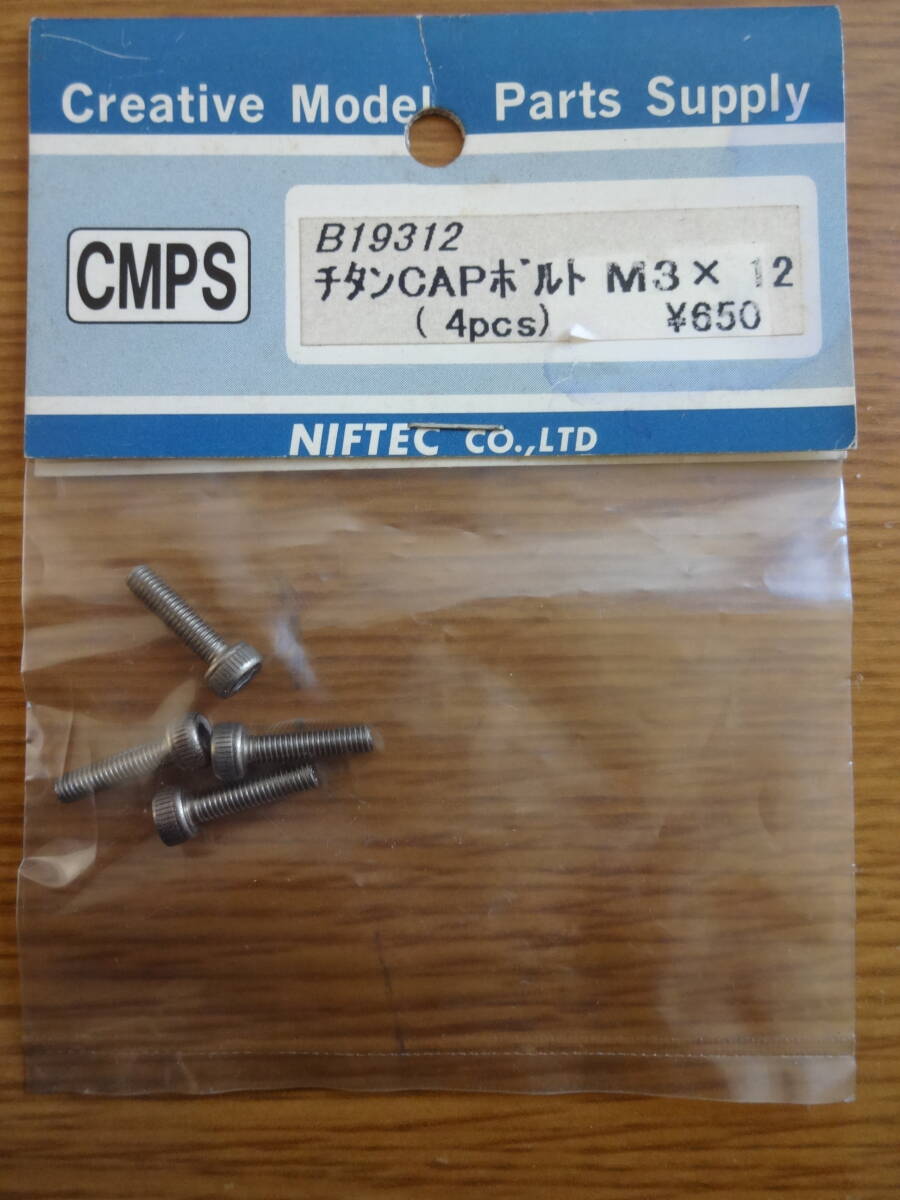 Creative Model Parts Supply
CMPS
B19312
チタンCAPボルト M3× 12
( 4pcs) ¥650
NIFTEC CO.,LTD